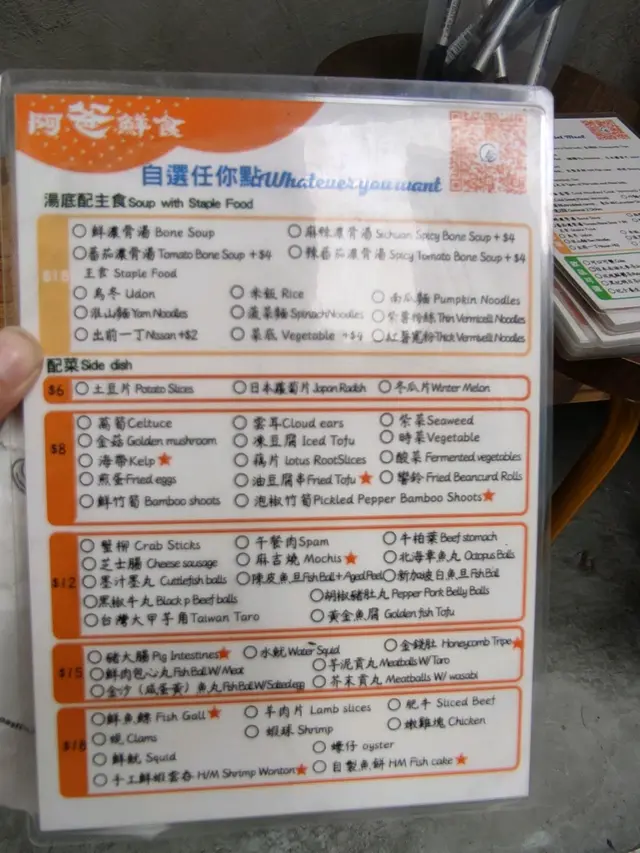 阿爸鮮食
自選任你點 Whatever you want
湯底配主食 Soup with Staple Food
$18
鮮濃骨湯 Bone Soup 麻辣濃骨湯 Sichuan Spicy Bone Soup + $4
番茄濃骨湯 Tomato Bone Soup + $4 辣番茄濃骨湯 Spicy Tomato Bone Soup + $4
主食 Staple Food
烏冬 Udon 米飯 Rice 南瓜麵 Pumpkin Noodles
淮山麵 Yam Noodles 菠菜麵 Spinach Noodles 紫薯粉絲 Thin Vermicelli Noodles
出前一丁 Nissan +$2 菜底 Vegetable +$4 紅薯寬粉 Thick Vermiselli Noodles
配菜 Side dish
$6 土豆片 Potato Slices 日本蘿蔔片 Japan Radish 冬瓜片 Winter Melon
$8
萵筍 Celtuce 雲耳 Cloud ears 紫菜 Seaweed
金菇 Golden mushroom 凍豆腐 Iced Tofu 時菜 Vegetable
海帶 Kelp ★ 藕片 lotus Root Slices 酸菜 Fermented vegetables
煎蛋 Fried eggs 油豆腐串 Fried Tofu ★ 響鈴 Fried Beancurd Rolls
鮮竹筍 Bamboo shoots 泡椒竹筍 Pickled Pepper Bamboo Shoots ★
$12
蟹柳 Crab Sticks 午餐肉 Spam 牛柏葉 Beef stomach
芝士腸 Cheese sausage 麻吉燒 Mochis ★ 北海章魚丸 Octopus Balls
墨汁墨丸 Cuttlefish balls 陳皮魚旦 Fish Ball + Aged Peel 新加坡白魚旦 Fish Ball
黑椒牛丸 Black p Beef balls 胡椒豬肚丸 Pepper Pork Belly Balls
台灣大甲芋角 Taiwan Taro 黃金魚腐 Golden fish Tofu
$15
豬大腸 Pig Intestines ★ 水魷 Water Squid 金錢肚 Honeycomb Tripe ★
鮮肉包心丸 Fish Ball W/ Meat 芋泥貢丸 Meatballs W/ Taro
金沙（咸蛋黃）魚丸 Fish Ball W/ Salted egg 芥末貢丸 Meatballs W/ wasabi
$18
鮮魚鰾 Fish Gall ★ 羊肉片 Lamb slices 肥牛 Sliced Beef
蜆 Clams 蝦球 Shrimp 嫩雞塊 Chicken
鮮魷 Squid 蠔仔 oyster
手工鮮蝦雲吞 H/M Shrimp Wonton ★ 自製魚餅 HM Fish cake ★